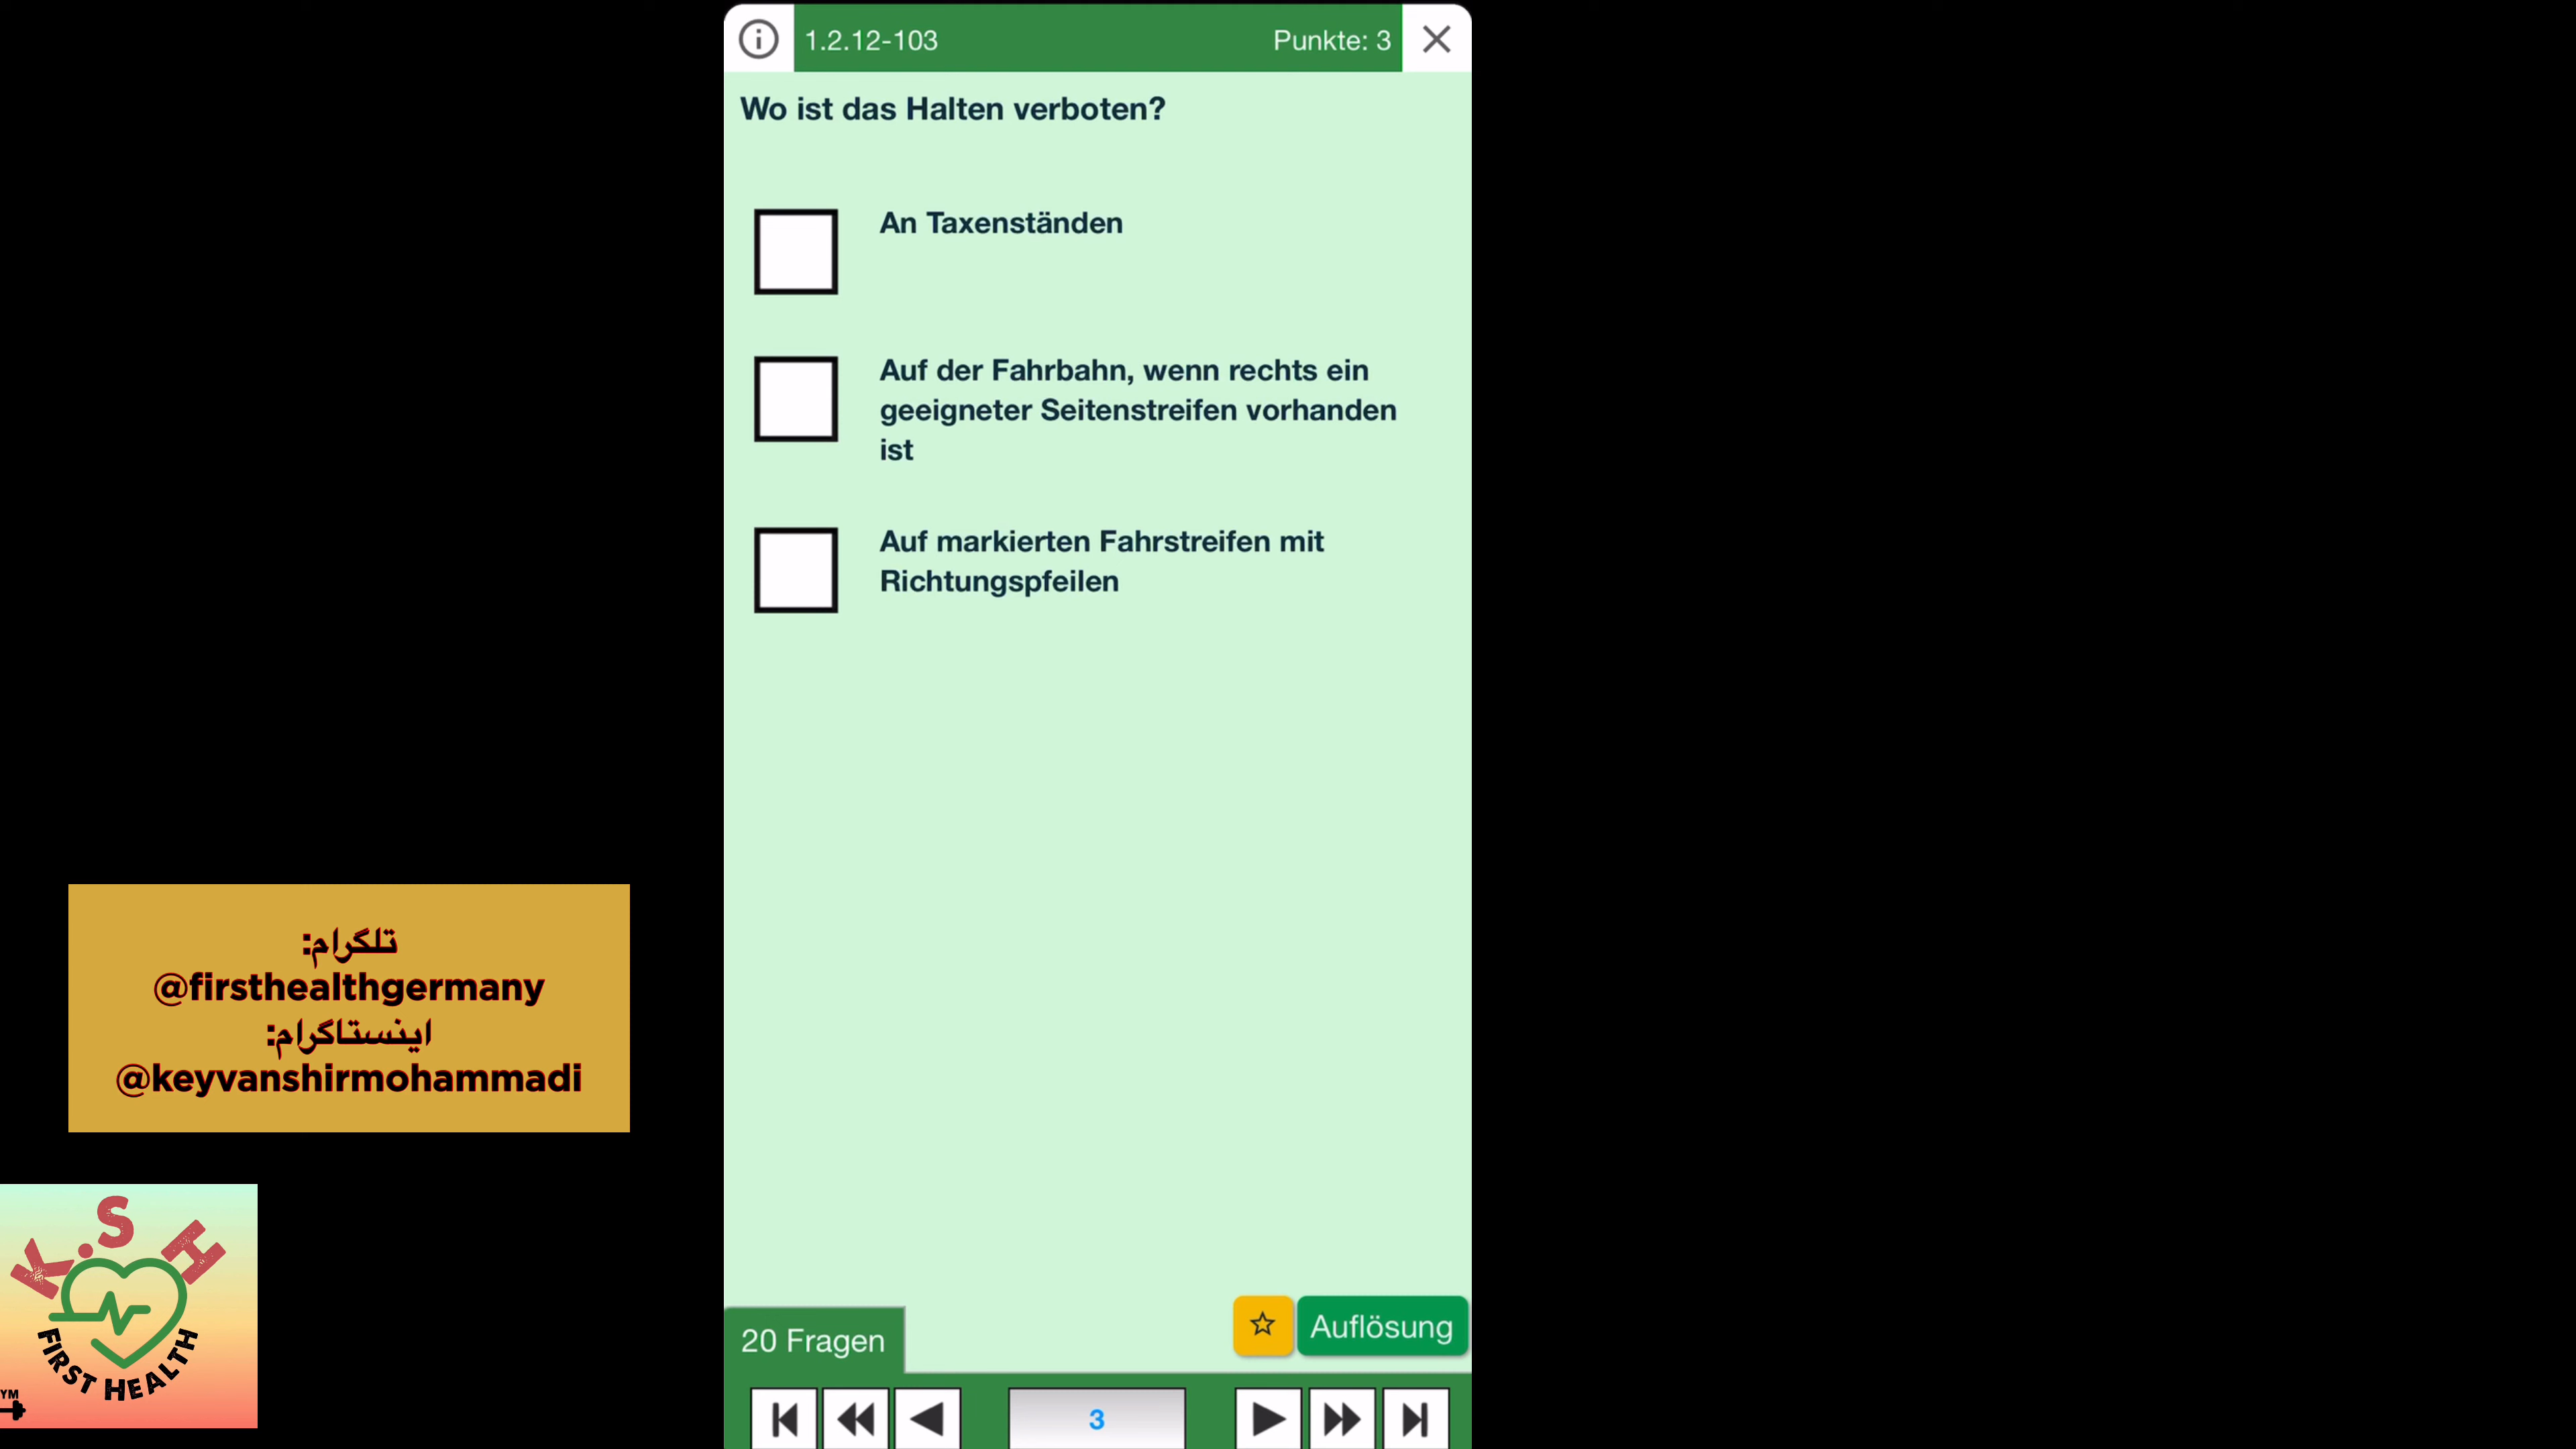 1.2.12-103
Punkte: 3
Wo ist das Halten verboten?
An Taxenständen
Auf der Fahrbahn, wenn rechts ein
geeigneter Seitenstreifen vorhanden
ist
Auf markierten Fahrstreifen mit
Richtungspfeilen
تلگرام:
@firsthealthgermany
اینستاگرام:
@keyvanshirmohammadi
K.S.H
FIRST HEALTH
YM
20 Fragen
Auflösung
3